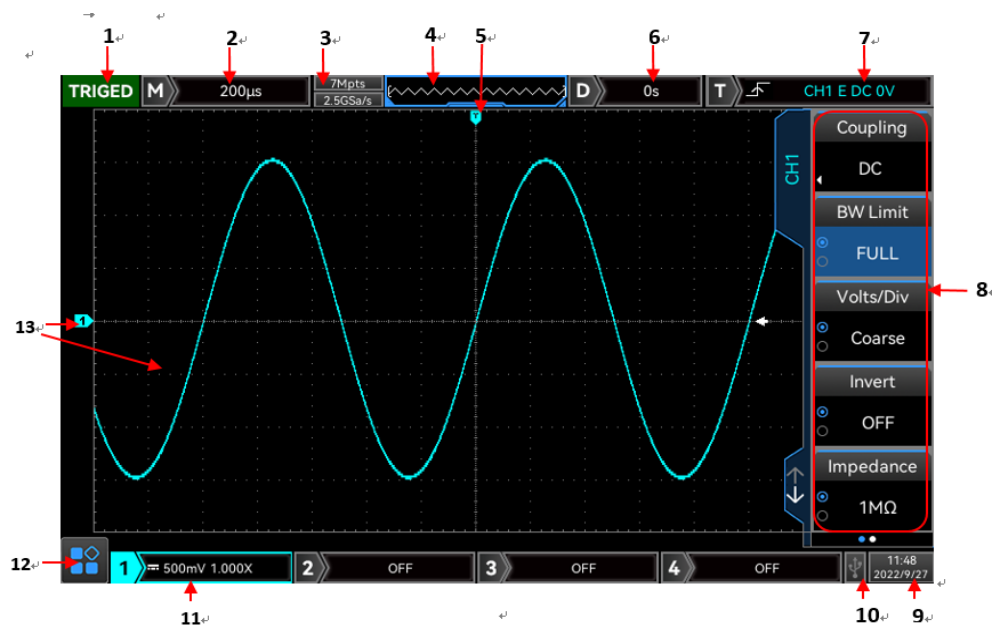 1 2 3 4 5 6 7
TRIGED M 200µs 7Mpts D 0s T CH1 E DC 0V
2.5GSa/s
T
Coupling
CH1
DC
BW Limit
FULL
8
Volts/Div
1
13
Coarse
Invert
OFF
Impedance
1MΩ
12
1 500mV 1.000X 2 OFF 3 OFF 4 OFF 11:48
2022/9/27
11 10 9